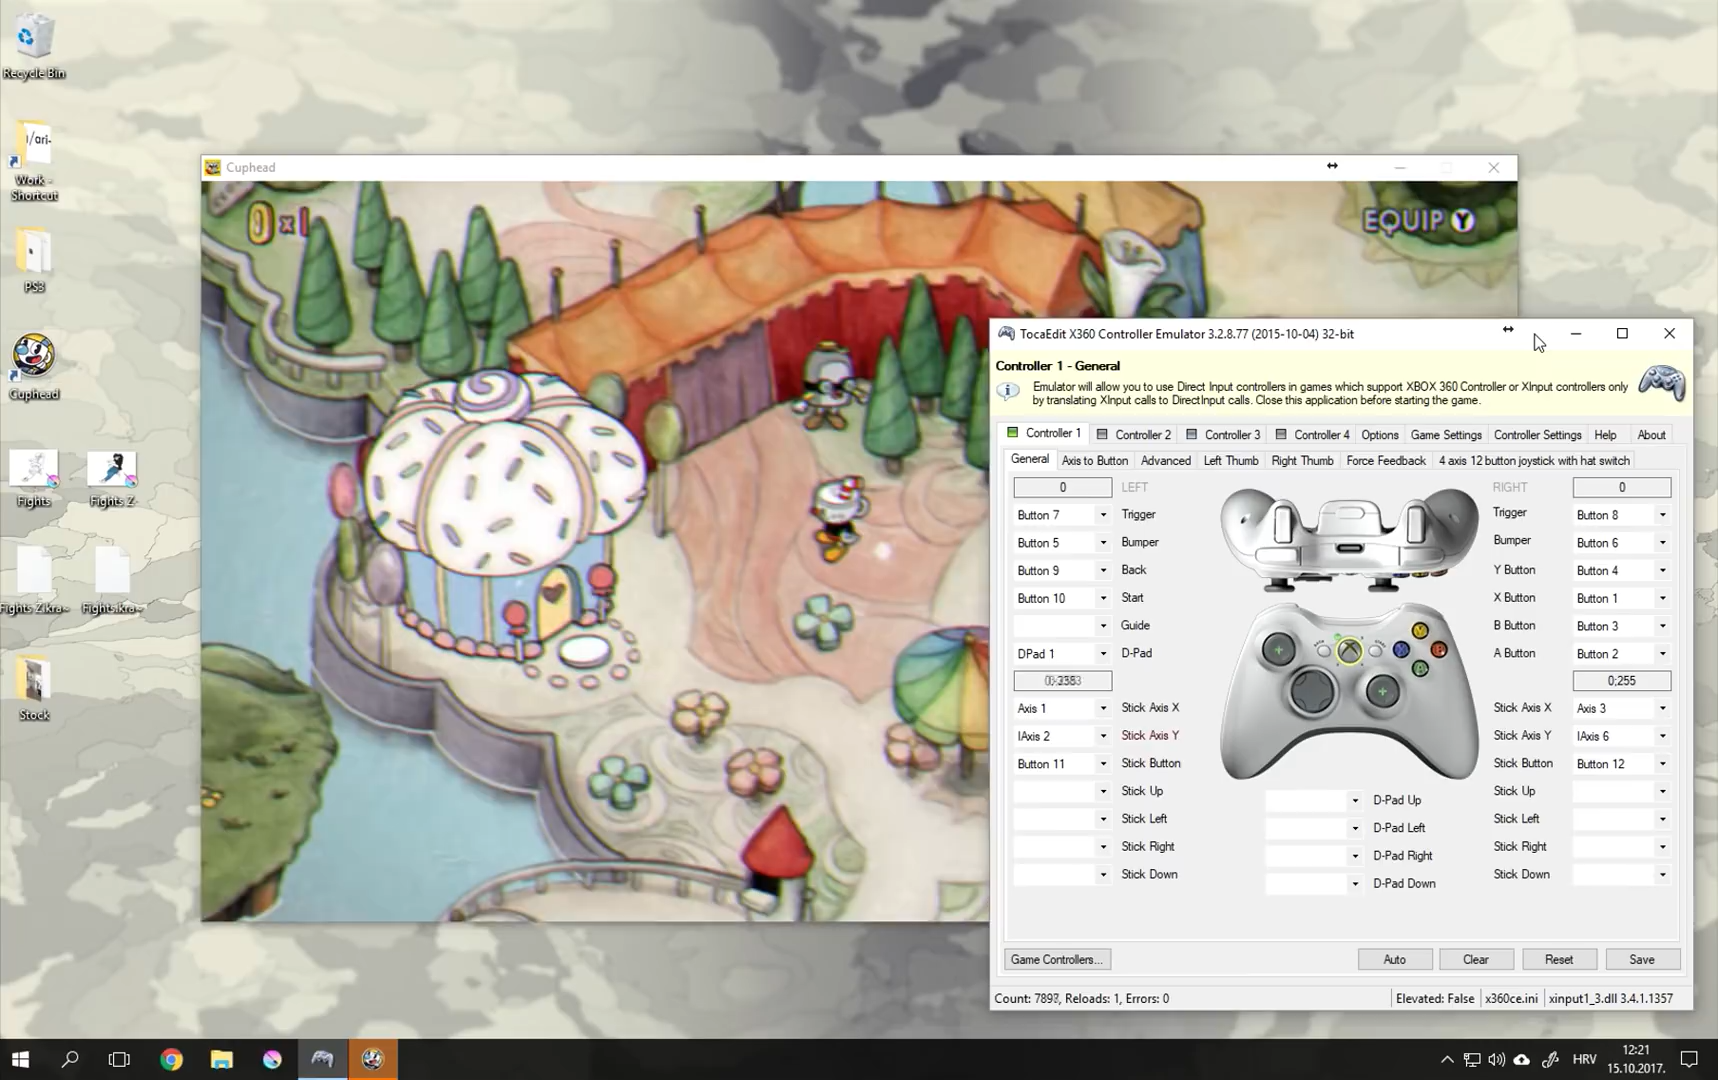 Recycle Bin
\/ari-
Work -
Shortcut
PS3
Cuphead
Fights
Fights Z
Fights Zikra~
Fights.kra~
Stock
Cuphead
x1
EQUIP Y
TocaEdit X360 Controller Emulator 3.2.8.77 (2015-10-04) 32-bit
Controller 1 - General
Emulator will allow you to use Direct Input controllers in games which support XBOX 360 Controller or XInput controllers only
by translating XInput calls to DirectInput calls. Close this application before starting the game.
Controller 1 Controller 2 Controller 3 Controller 4 Options Game Settings Controller Settings Help About
General Axis to Button Advanced Left Thumb Right Thumb Force Feedback 4 axis 12 button joystick with hat switch
0 LEFT RIGHT 0
Button 7 Trigger Trigger Button 8
Button 5 Bumper Bumper Button 6
Button 9 Back Y Button Button 4
Button 10 Start X Button Button 1
Guide B Button Button 3
DPad 1 D-Pad A Button Button 2
0;255
Axis 1 Stick Axis X Stick Axis X Axis 3
IAxis 2 Stick Axis Y Stick Axis Y IAxis 6
Button 11 Stick Button Stick Button Button 12
Stick Up D-Pad Up Stick Up
Stick Left D-Pad Left Stick Left
Stick Right D-Pad Right Stick Right
Stick Down D-Pad Down Stick Down
Game Controllers... Auto Clear Reset Save
Count: , Reloads: 1, Errors: 0 Elevated: False x360ce.ini xinput1_3.dll 3.4.1.1357
HRV
12:21
15.10.2017.